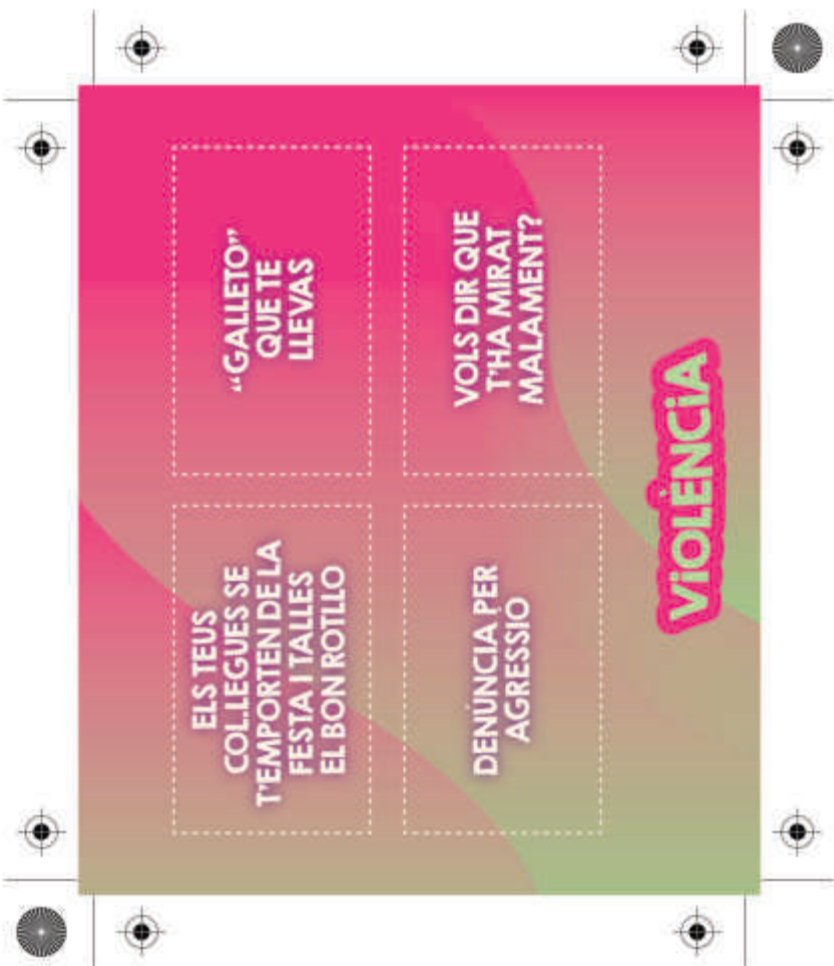 ELS TEUS
COL.LEGUES SE
T'EMPORTEN DE LA
FESTA I TALLES
EL BON ROTLLO
“GALLETO”
QUE TE
LLEVAS
DENÚNCIA PER
AGRESSIÓ
VOLS DIR QUE
T'HA MIRAT
MALAMENT?
ViOLÈNCiA